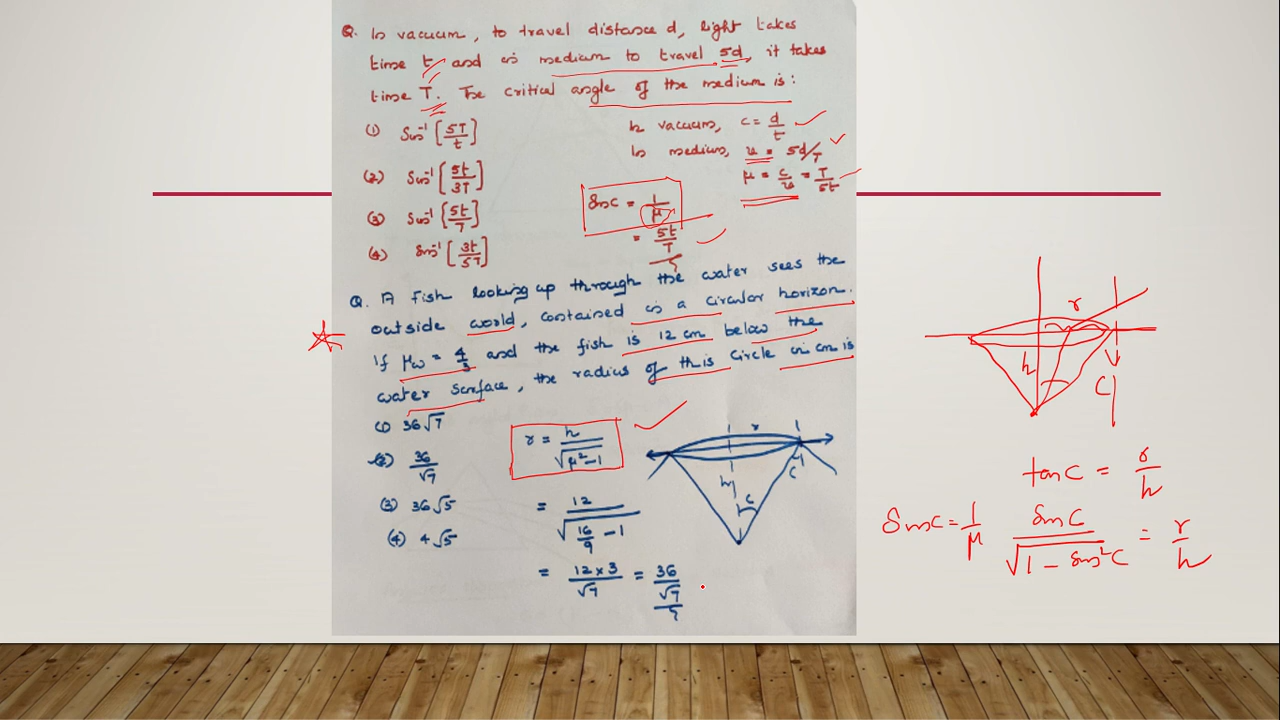 Q. In vacuum, to travel distance d, light takes
time t and in medium to travel 5d, it takes
time T. The critical angle of the medium is:
(1) Sin⁻¹ [5T/t]
(2) Sin⁻¹ [5t/3T]
(3) Sin⁻¹ [5t/T]
(4) Sin⁻¹ [3t/5T]
In vacuum, c = d/t
In medium, v = 5d/T
μ = c/v = T/5t
Sin C = 1/μ
= 5t/T
Q. A fish looking up through the water sees the
outside world, contained in a circular horizon.
If μw = 4/3 and the fish is 12 cm below the
water surface, the radius of this circle in cm is
(1) 36√7
(2) 36/√7
(3) 36√5
(4) 4√5
r = h/√(μ²-1)
= 12/√(16/9 - 1)
= 12×3/√7 = 36/√7
r
h
C
C
r
h
C
tan C = r/h
Sin C = 1/μ
Sin C/√(1 - Sin²C) = r/h